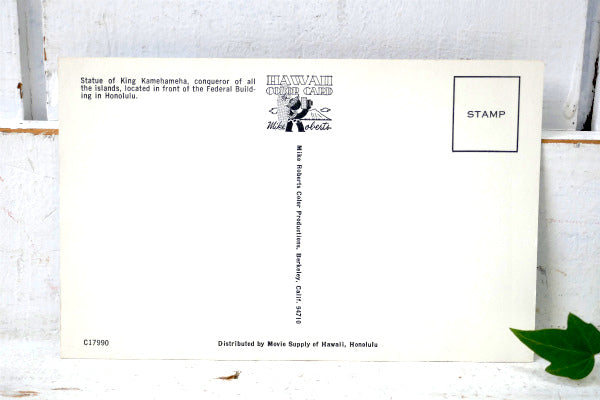 Statue of King Kamehameha, conqueror of all
the islands, located in front of the Federal Build-
ing in Honolulu.
HAWAII
COLOR CARD
Mike Roberts
STAMP
Mike Roberts Color Productions, Berkeley, Calif. 94710
C17990
Distributed by Movie Supply of Hawaii, Honolulu